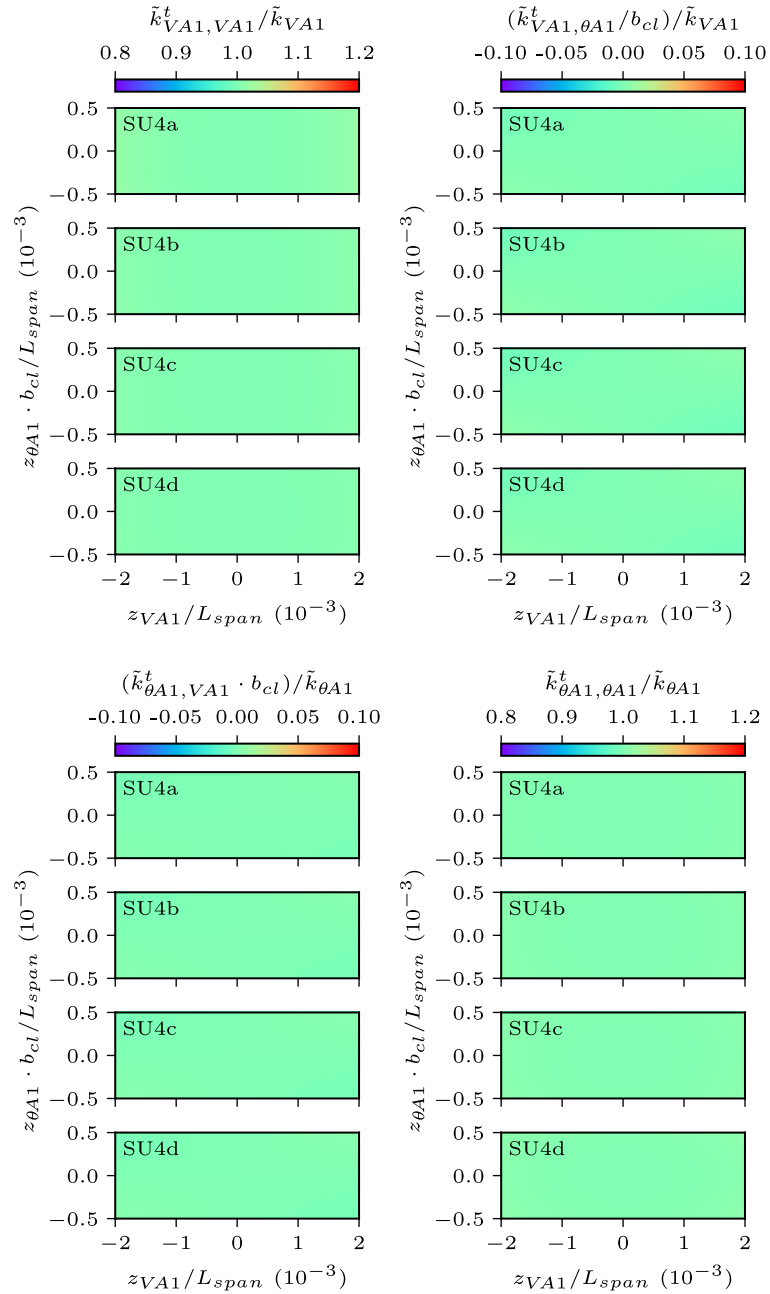 k̃ᵗ_{VA1,VA1}/k̃_{VA1}
0.8 0.9 1.0 1.1 1.2
0.5
0.0
−0.5
SU4a
0.5
0.0
−0.5
SU4b
0.5
0.0
−0.5
SU4c
0.5
0.0
−0.5
SU4d
z_{θA1} · b_{cl}/L_{span} (10⁻³)
−2 −1 0 1 2
z_{VA1}/L_{span} (10⁻³)
(k̃ᵗ_{VA1,θA1}/b_{cl})/k̃_{VA1}
-0.10 -0.05 0.00 0.05 0.10
0.5
0.0
−0.5
SU4a
0.5
0.0
−0.5
SU4b
0.5
0.0
−0.5
SU4c
0.5
0.0
−0.5
SU4d
z_{θA1} · b_{cl}/L_{span} (10⁻³)
−2 −1 0 1 2
z_{VA1}/L_{span} (10⁻³)
(k̃ᵗ_{θA1,VA1} · b_{cl})/k̃_{θA1}
-0.10 -0.05 0.00 0.05 0.10
0.5
0.0
−0.5
SU4a
0.5
0.0
−0.5
SU4b
0.5
0.0
−0.5
SU4c
0.5
0.0
−0.5
SU4d
z_{θA1} · b_{cl}/L_{span} (10⁻³)
−2 −1 0 1 2
z_{VA1}/L_{span} (10⁻³)
k̃ᵗ_{θA1,θA1}/k̃_{θA1}
0.8 0.9 1.0 1.1 1.2
0.5
0.0
−0.5
SU4a
0.5
0.0
−0.5
SU4b
0.5
0.0
−0.5
SU4c
0.5
0.0
−0.5
SU4d
z_{θA1} · b_{cl}/L_{span} (10⁻³)
−2 −1 0 1 2
z_{VA1}/L_{span} (10⁻³)